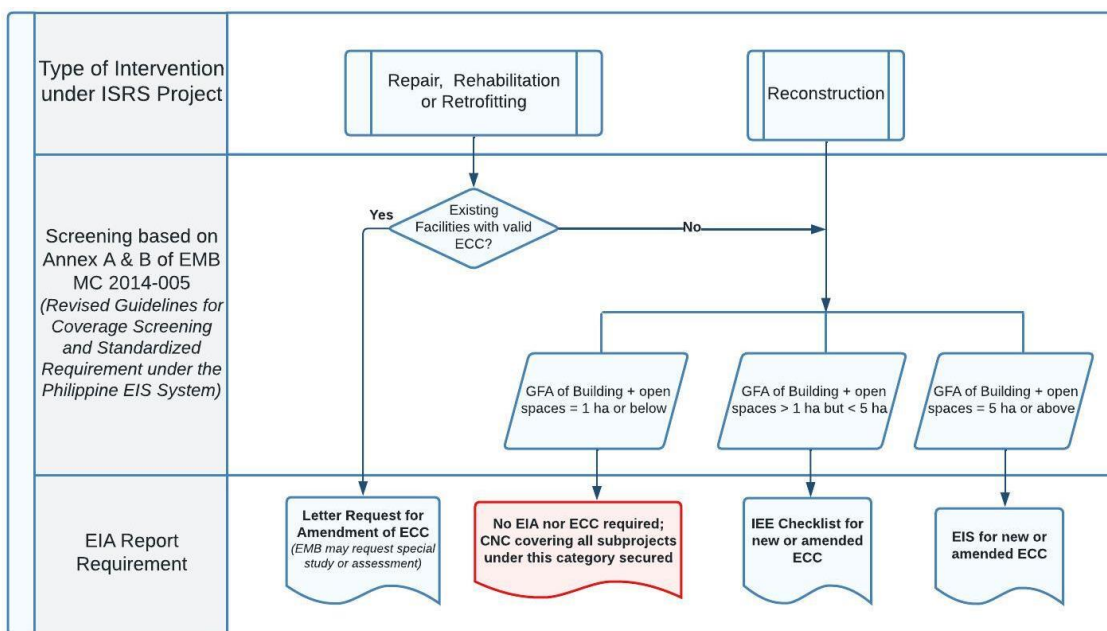 Type of Intervention
under ISRS Project
Repair, Rehabilitation
or Retrofitting
Reconstruction
Screening based on
Annex A & B of EMB
MC 2014-005
(Revised Guidelines for
Coverage Screening
and Standardized
Requirement under the
Philippine EIS System)
Yes
Existing
Facilities with valid
ECC?
No
GFA of Building + open
spaces = 1 ha or below
GFA of Building + open
spaces > 1 ha but < 5 ha
GFA of Building + open
spaces = 5 ha or above
EIA Report
Requirement
Letter Request for
Amendment of ECC
(EMB may request special
study or assessment)
No EIA nor ECC required;
CNC covering all subprojects
under this category secured
IEE Checklist for
new or amended
ECC
EIS for new or
amended ECC